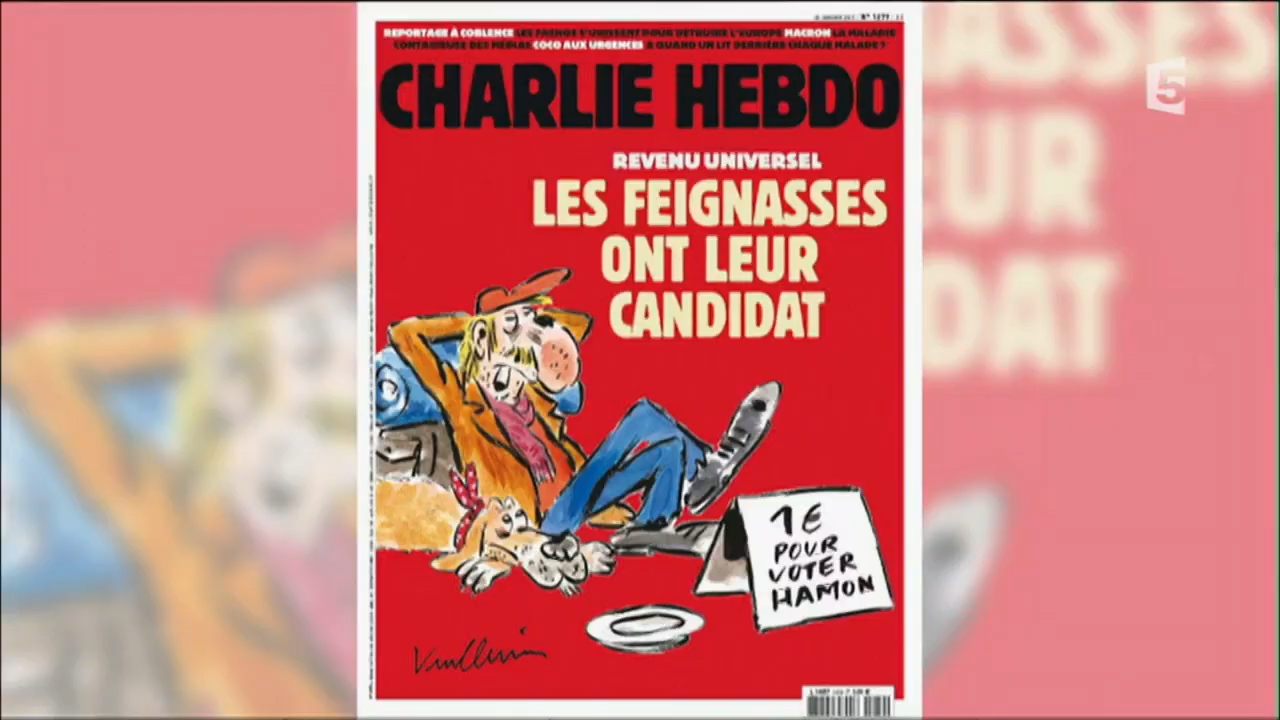 N° 1277
REPORTAGE À COBLENCE LES FACHOS S'UNISSENT POUR DÉTRUIRE L'EUROPE MACRON LA MALADIE
CONTAGIEUSE DES MÉDIAS COCO AUX URGENCES À QUAND UN LIT DERRIÈRE CHAQUE MALADE?
CHARLIE HEBDO
5
REVENU UNIVERSEL
LES FEIGNASSES
ONT LEUR
CANDIDAT
1€
POUR
VOTER
HAMON
Vuillemin